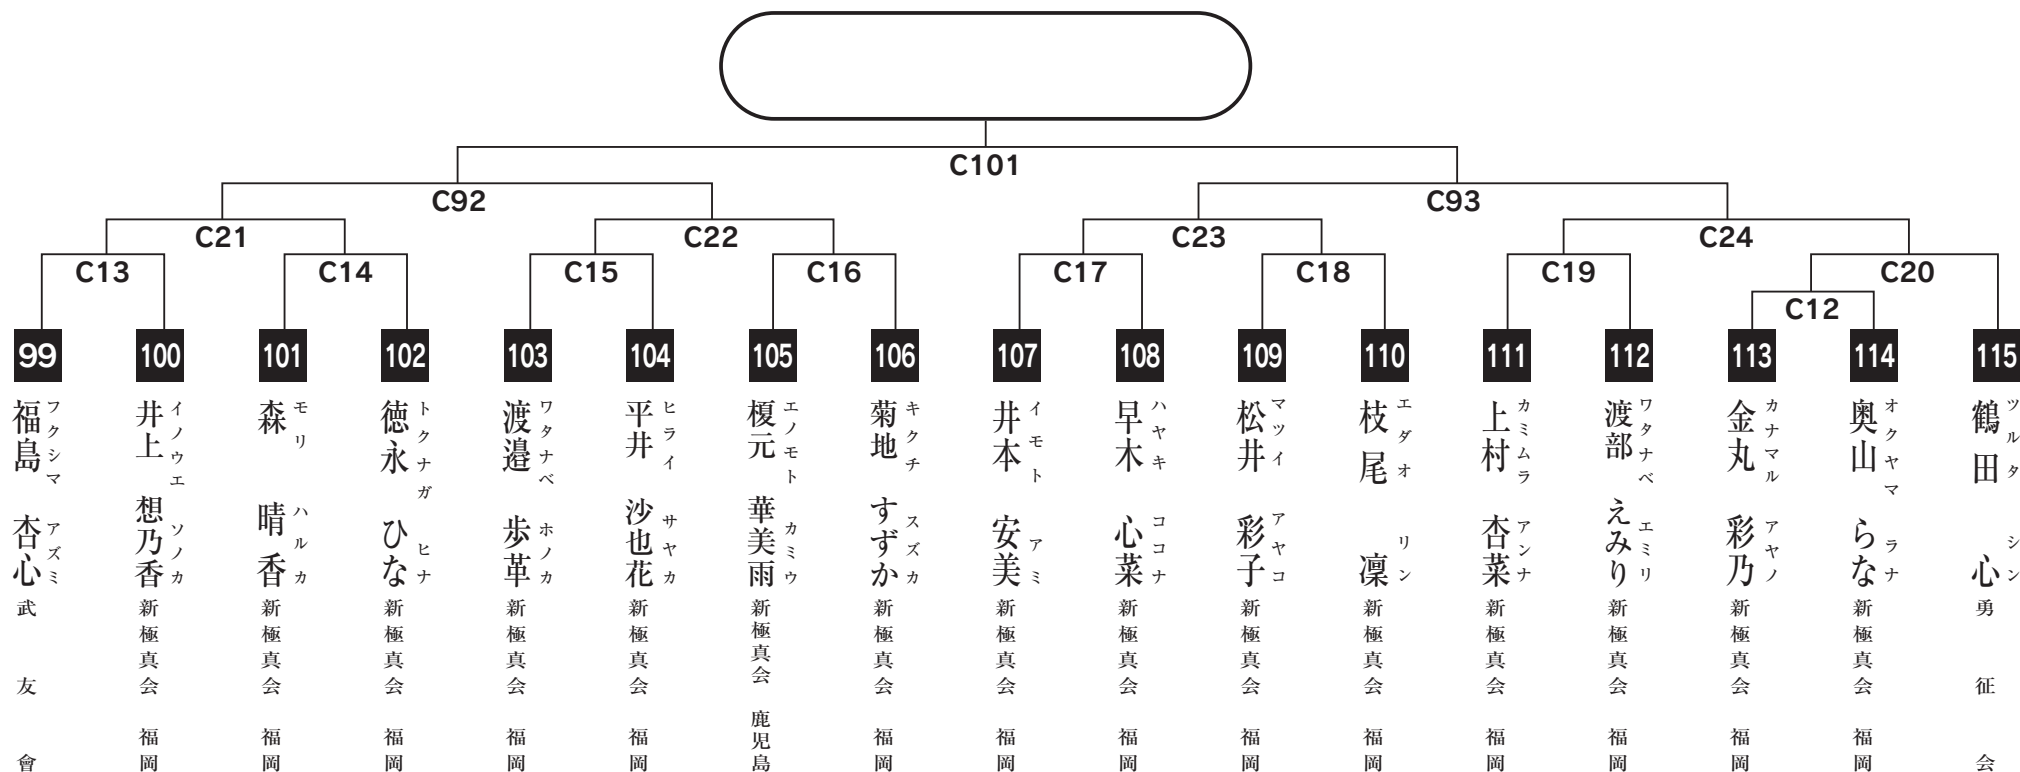 C101
C92
C93
C21
C22
C23
C24
C13
C14
C15
C16
C17
C18
C19
C20
C12
99
福島 杏心
フクシマ アズミ
武友會
100
井上 想乃香
イノウエ ソノカ
新極真会 福岡
101
森 晴香
モリ ハルカ
新極真会 福岡
102
徳永 ひな
トクナガ ヒナ
新極真会 福岡
103
渡邉 歩革
ワタナベ ホノカ
新極真会 福岡
104
平井 沙也花
ヒライ サヤカ
新極真会 福岡
105
榎元 華美雨
エノモト カミウ
新極真会 鹿児島
106
菊地 すずか
キクチ スズカ
新極真会 福岡
107
井本 安美
イモト アミ
新極真会 福岡
108
早木 心菜
ハヤキ ココナ
新極真会 福岡
109
松井 彩子
マツイ アヤコ
新極真会 福岡
110
枝尾 凜
エダオ リン
新極真会 福岡
111
上村 杏菜
カミムラ アンナ
新極真会 福岡
112
渡部 えみり
ワタナベ エミリ
新極真会 福岡
113
金丸 彩乃
カナマル アヤノ
新極真会 福岡
114
奥山 らな
オクヤマ ラナ
新極真会 福岡
115
鶴田 心
ツルタ シン
勇征会